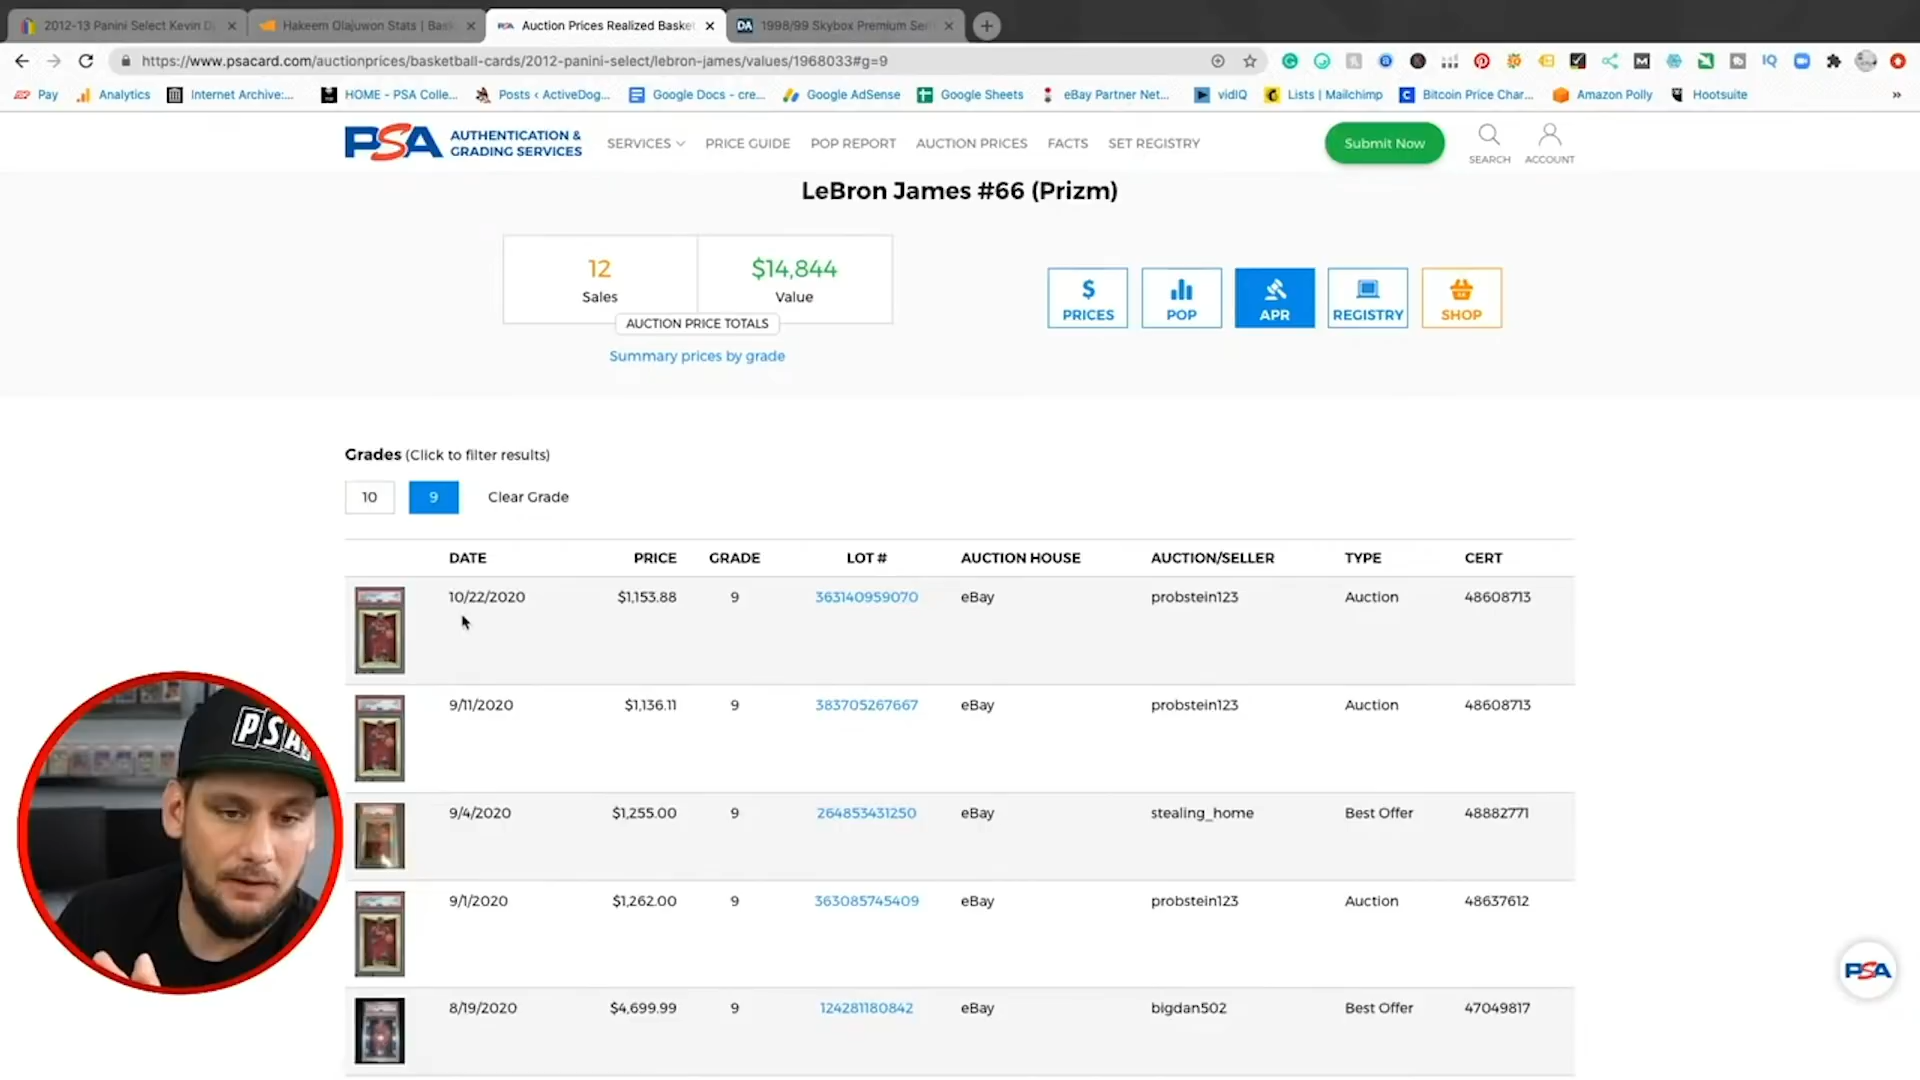 2012-13 Panini Select Kevin D
Hakeem Olajuwon Stats | Bask
Auction Prices Realized Basket
DA 1998/99 Skybox Premium Ser
https://www.psacard.com/auctionprices/basketball-cards/2012-panini-select/lebron-james/values/1968033#g=9
Pay Analytics Internet Archive:... HOME - PSA Colle... Posts ‹ ActiveDog... Google Docs - cre... Google AdSense Google Sheets eBay Partner Net... vidIQ Lists | Mailchimp Bitcoin Price Char... Amazon Polly Hootsuite »
PSA AUTHENTICATION & GRADING SERVICES
SERVICES PRICE GUIDE POP REPORT AUCTION PRICES FACTS SET REGISTRY Submit Now SEARCH ACCOUNT
LeBron James #66 (Prizm)
12 $14,844
Sales Value
AUCTION PRICE TOTALS
Summary prices by grade
$ PRICES POP APR REGISTRY SHOP
Grades (Click to filter results)
10 9 Clear Grade
DATE PRICE GRADE LOT # AUCTION HOUSE AUCTION/SELLER TYPE CERT
10/22/2020 $1,153.88 9 363140959070 eBay probstein123 Auction 48608713
9/11/2020 $1,136.11 9 383705267667 eBay probstein123 Auction 48608713
9/4/2020 $1,255.00 9 264853431250 eBay stealing_home Best Offer 48882771
9/1/2020 $1,262.00 9 363085745409 eBay probstein123 Auction 48637612
8/19/2020 $4,699.99 9 124281180842 eBay bigdan502 Best Offer 47049817
PSA
PSA